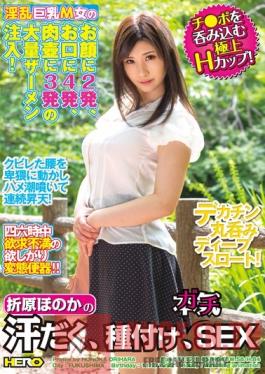 淫乱巨乳M女の
お顔に2発、
お口に4発、
肉壷に3発の
大量ザーメン
注入!
チ●ポを
呑み込む
極上
Hカップ!
クビレた腰を
卑猥に動かし
ハメ潮噴いて
連続昇天!
四六時中
欲求不満の
欲しがり
変態便器!!
デカチン
丸呑み
ディープ
スロート!
折原ほのかの
ガチ
汗だく、種付け、SEX
HERO